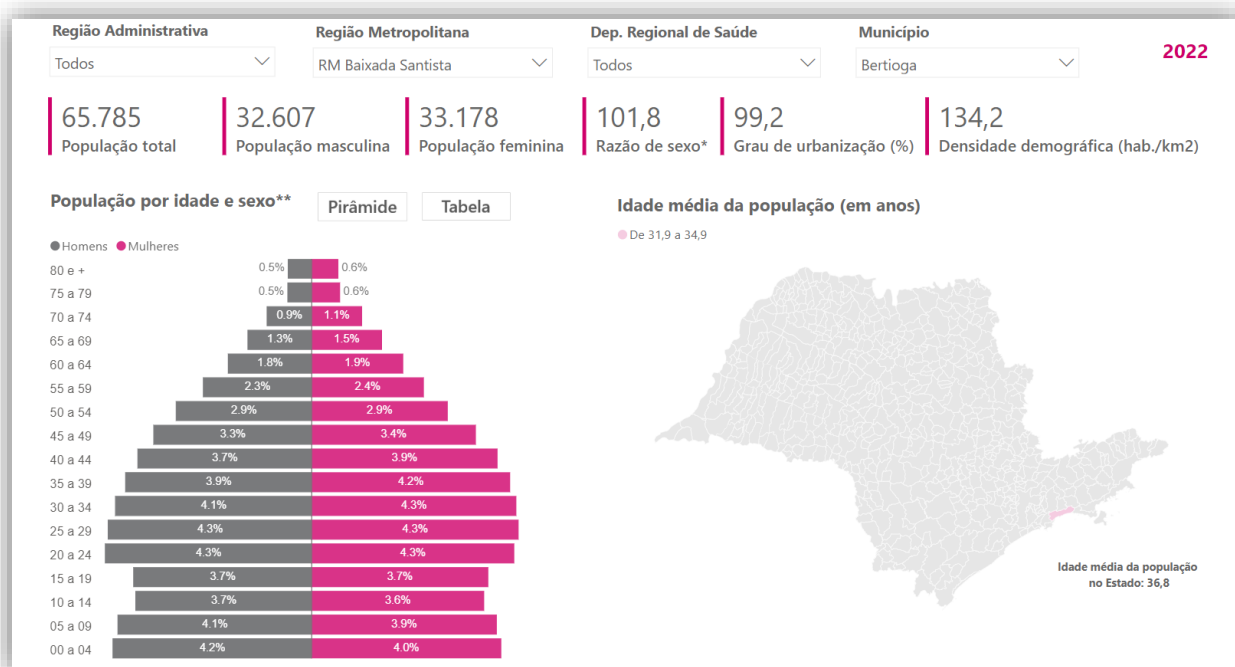 Região Administrativa
Região Metropolitana
Dep. Regional de Saúde
Município
Todos
RM Baixada Santista
Todos
Bertioga
2022
65.785
32.607
33.178
101,8
99,2
134,2
População total
População masculina
População feminina
Razão de sexo*
Grau de urbanização (%)
Densidade demográfica (hab./km2)
População por idade e sexo**
Pirâmide
Tabela
Homens
Mulheres
80 e + 0.5% 0.6%
75 a 79 0.5% 0.6%
70 a 74 0.9% 1.1%
65 a 69 1.3% 1.5%
60 a 64 1.8% 1.9%
55 a 59 2.3% 2.4%
50 a 54 2.9% 2.9%
45 a 49 3.3% 3.4%
40 a 44 3.7% 3.9%
35 a 39 3.9% 4.2%
30 a 34 4.1% 4.3%
25 a 29 4.3% 4.3%
20 a 24 4.3% 4.3%
15 a 19 3.7% 3.7%
10 a 14 3.7% 3.6%
05 a 09 4.1% 3.9%
00 a 04 4.2% 4.0%
Idade média da população (em anos)
De 31,9 a 34,9
Idade média da população
no Estado: 36,8